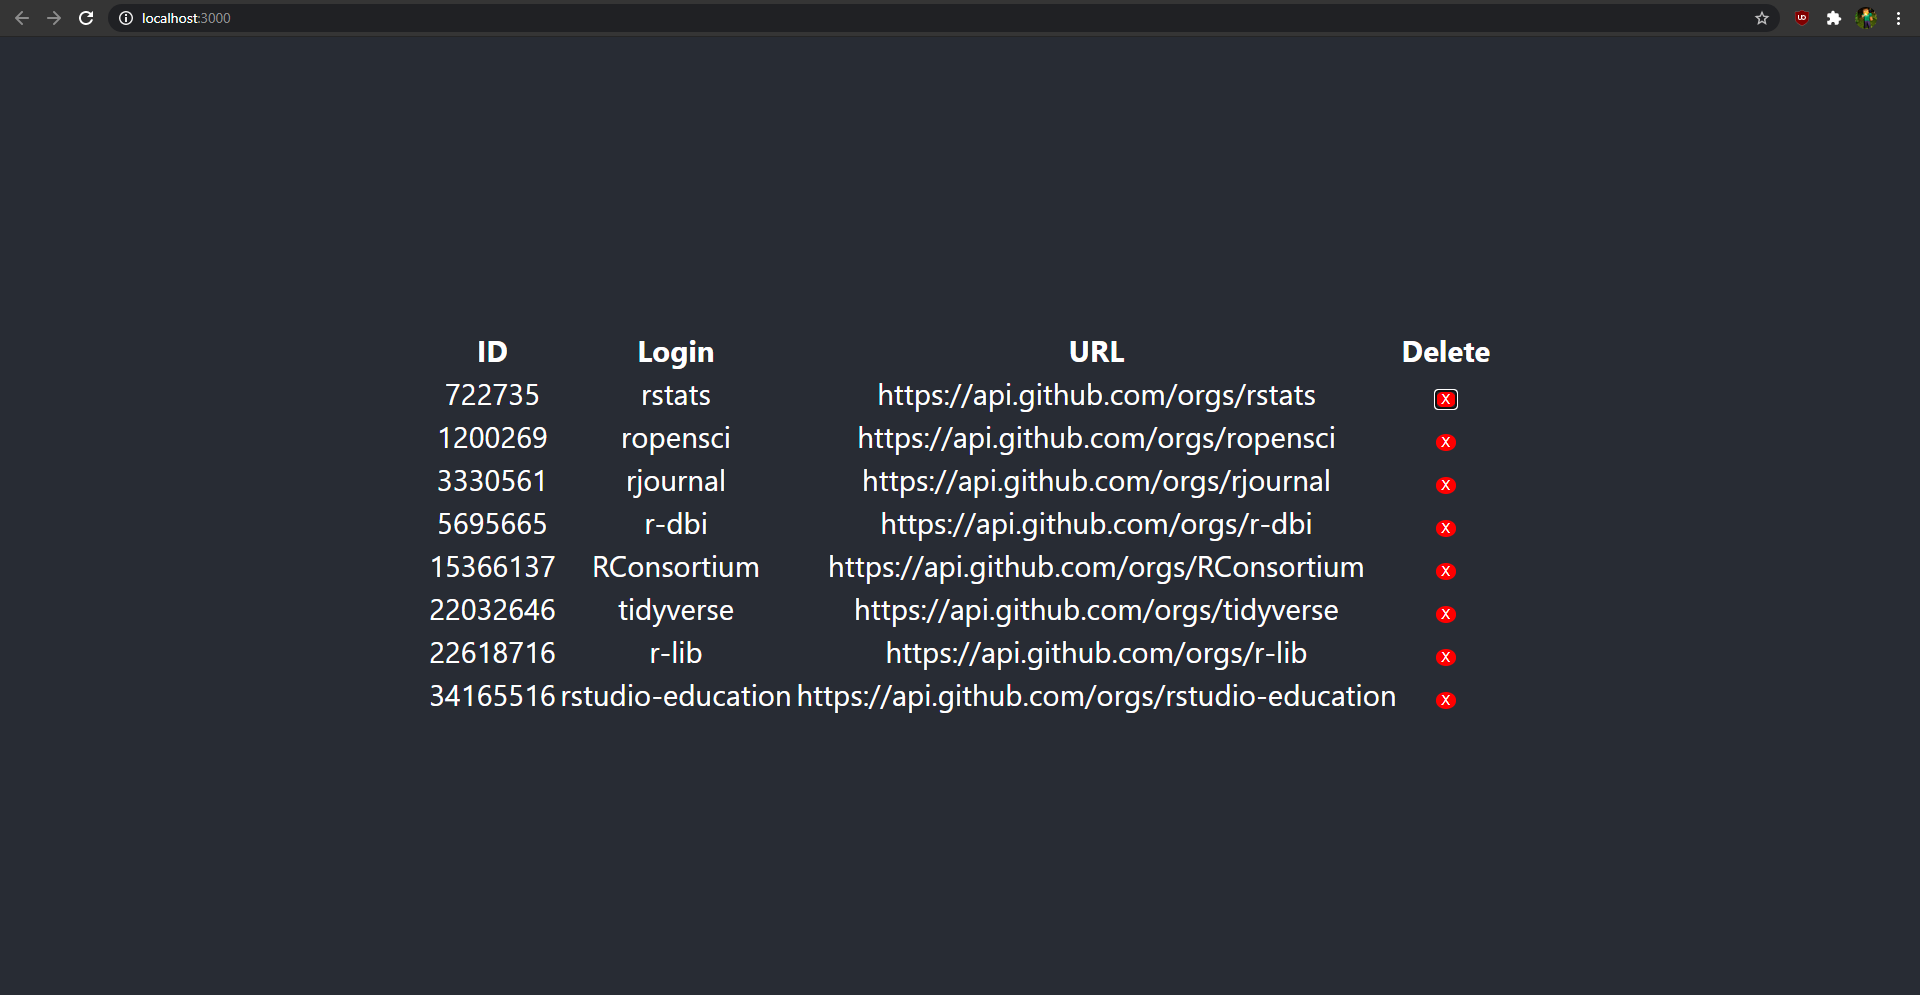 localhost:3000
ID Login URL Delete
722735 rstats https://api.github.com/orgs/rstats X
1200269 ropensci https://api.github.com/orgs/ropensci X
3330561 rjournal https://api.github.com/orgs/rjournal X
5695665 r-dbi https://api.github.com/orgs/r-dbi X
15366137 RConsortium https://api.github.com/orgs/RConsortium X
22032646 tidyverse https://api.github.com/orgs/tidyverse X
22618716 r-lib https://api.github.com/orgs/r-lib X
34165516 rstudio-education https://api.github.com/orgs/rstudio-education X